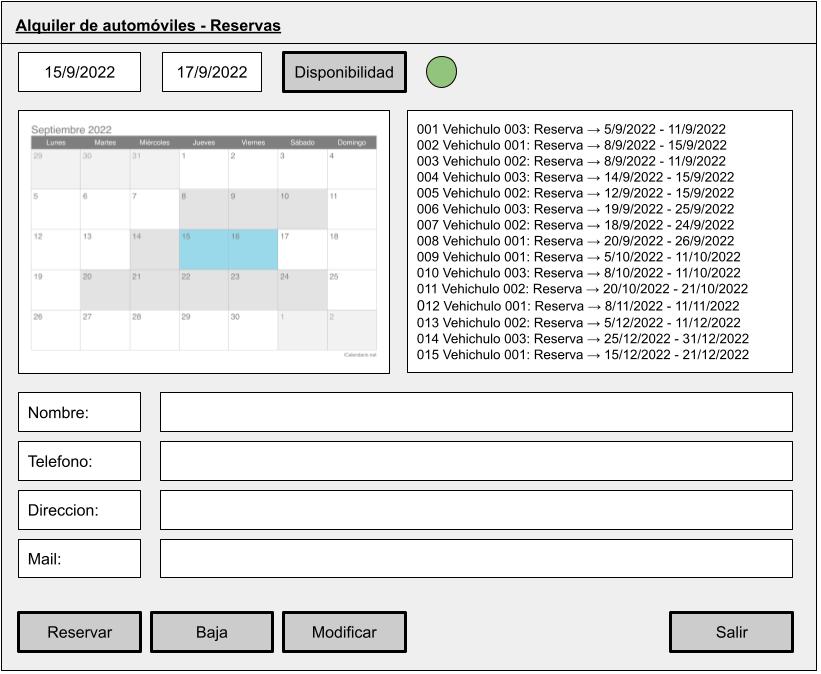 Alquiler de automóviles - Reservas
15/9/2022 17/9/2022 Disponibilidad
Septiembre 2022
Lunes Martes Miércoles Jueves Viernes Sábado Domingo
29 30 31 1 2 3 4
5 6 7 8 9 10 11
12 13 14 15 16 17 18
19 20 21 22 23 24 25
26 27 28 29 30 1 2
iCalendario.net
001 Vehichulo 003: Reserva → 5/9/2022 - 11/9/2022
002 Vehichulo 001: Reserva → 8/9/2022 - 15/9/2022
003 Vehichulo 002: Reserva → 8/9/2022 - 11/9/2022
004 Vehichulo 003: Reserva → 14/9/2022 - 15/9/2022
005 Vehichulo 002: Reserva → 12/9/2022 - 15/9/2022
006 Vehichulo 003: Reserva → 19/9/2022 - 25/9/2022
007 Vehichulo 002: Reserva → 18/9/2022 - 24/9/2022
008 Vehichulo 001: Reserva → 20/9/2022 - 26/9/2022
009 Vehichulo 001: Reserva → 5/10/2022 - 11/10/2022
010 Vehichulo 003: Reserva → 8/10/2022 - 11/10/2022
011 Vehichulo 002: Reserva → 20/10/2022 - 21/10/2022
012 Vehichulo 001: Reserva → 8/11/2022 - 11/11/2022
013 Vehichulo 002: Reserva → 5/12/2022 - 11/12/2022
014 Vehichulo 003: Reserva → 25/12/2022 - 31/12/2022
015 Vehichulo 001: Reserva → 15/12/2022 - 21/12/2022
Nombre:
Telefono:
Direccion:
Mail:
Reservar Baja Modificar Salir